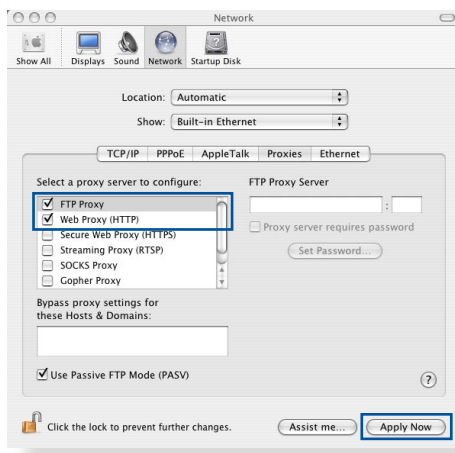 Network
Show All
Displays
Sound
Network
Startup Disk
Location: Automatic
Show: Built-in Ethernet
TCP/IP
PPPoE
AppleTalk
Proxies
Ethernet
Select a proxy server to configure:
FTP Proxy
Web Proxy (HTTP)
Secure Web Proxy (HTTPS)
Streaming Proxy (RTSP)
SOCKS Proxy
Gopher Proxy
FTP Proxy Server
:
Proxy server requires password
Set Password...
Bypass proxy settings for
these Hosts & Domains:
Use Passive FTP Mode (PASV)
?
Click the lock to prevent further changes.
Assist me...
Apply Now